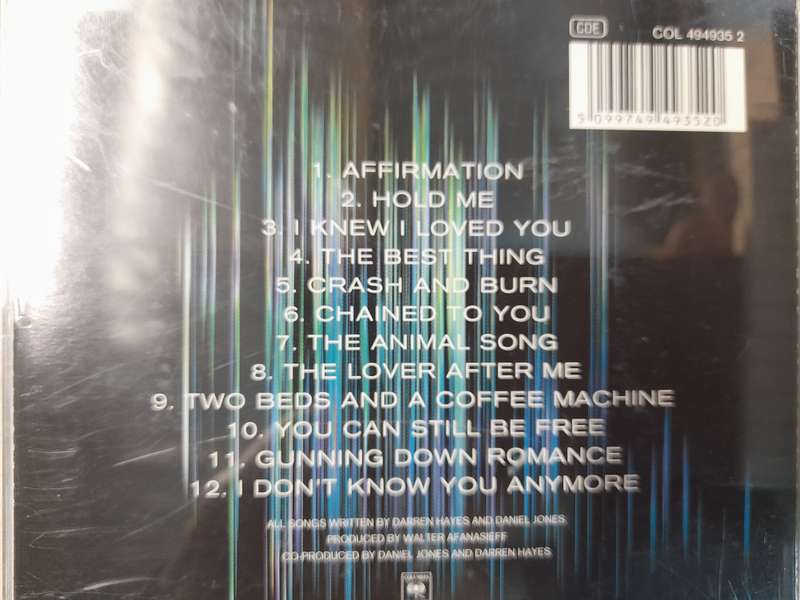 CDE
COL 494935 2
5 099749 493520
1. AFFIRMATION
2. HOLD ME
3. I KNEW I LOVED YOU
4. THE BEST THING
5. CRASH AND BURN
6. CHAINED TO YOU
7. THE ANIMAL SONG
8. THE LOVER AFTER ME
9. TWO BEDS AND A COFFEE MACHINE
10. YOU CAN STILL BE FREE
11. GUNNING DOWN ROMANCE
12. I DON'T KNOW YOU ANYMORE
ALL SONGS WRITTEN BY DARREN HAYES AND DANIEL JONES
PRODUCED BY WALTER AFANASIEFF
CO-PRODUCED BY DANIEL JONES AND DARREN HAYES
COLUMBIA